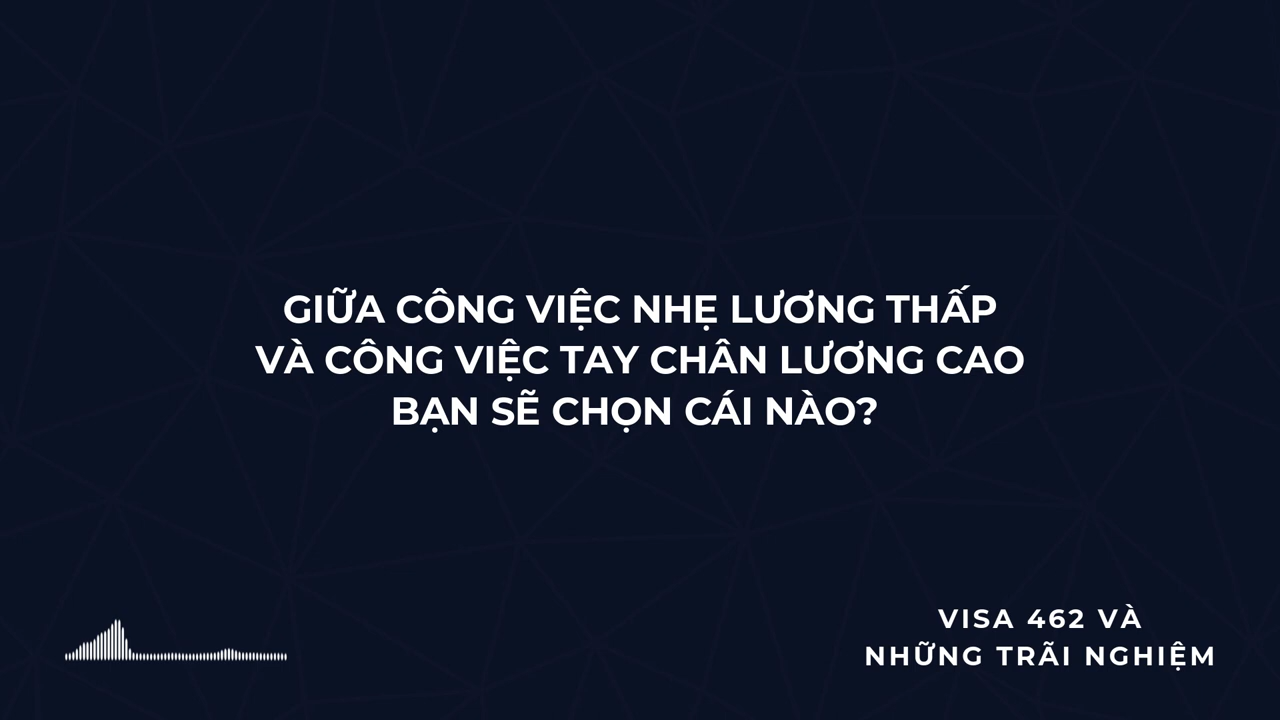 GIỮA CÔNG VIỆC NHẸ LƯƠNG THẤP
VÀ CÔNG VIỆC TAY CHÂN LƯƠNG CAO
BẠN SẼ CHỌN CÁI NÀO?
VISA 462 VÀ
NHỮNG TRÃI NGHIỆM